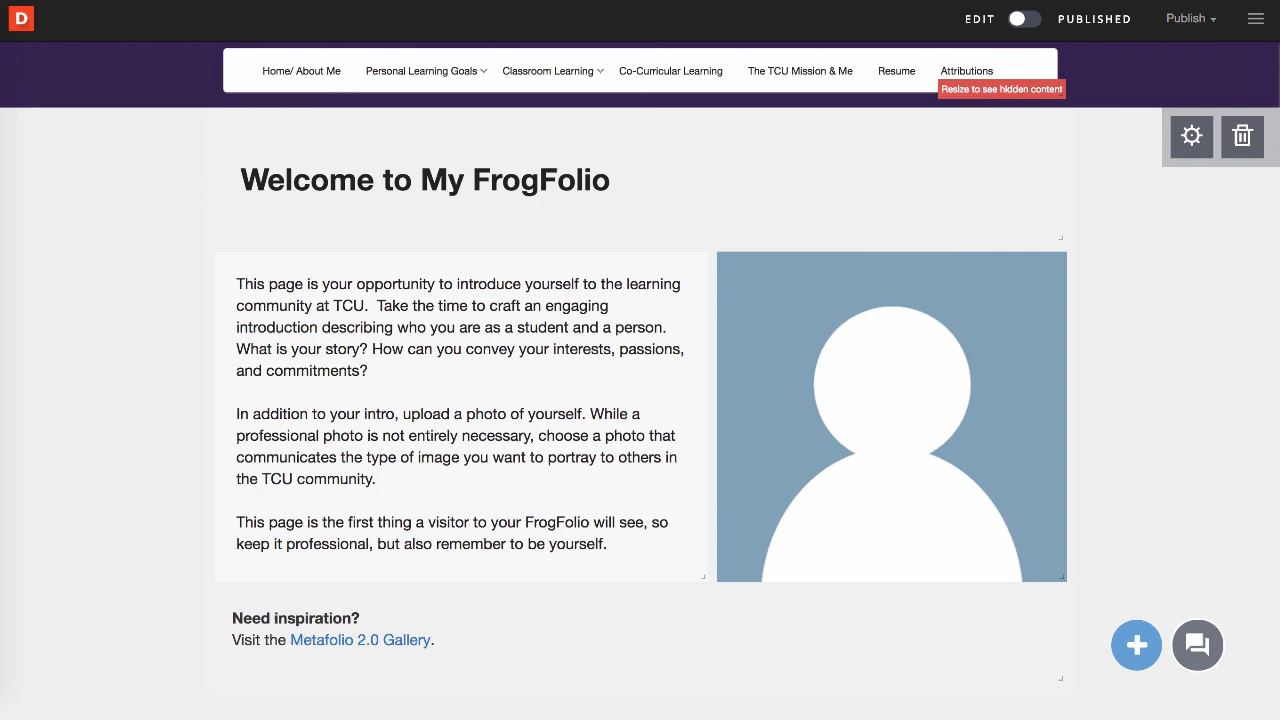 D
EDIT PUBLISHED Publish
Home/ About Me Personal Learning Goals Classroom Learning Co-Curricular Learning The TCU Mission & Me Resume Attributions
Resize to see hidden content
Welcome to My FrogFolio
This page is your opportunity to introduce yourself to the learning
community at TCU.  Take the time to craft an engaging
introduction describing who you are as a student and a person.
What is your story? How can you convey your interests, passions,
and commitments?
In addition to your intro, upload a photo of yourself. While a
professional photo is not entirely necessary, choose a photo that
communicates the type of image you want to portray to others in
the TCU community.
This page is the first thing a visitor to your FrogFolio will see, so
keep it professional, but also remember to be yourself.
Need inspiration?
Visit the Metafolio 2.0 Gallery.